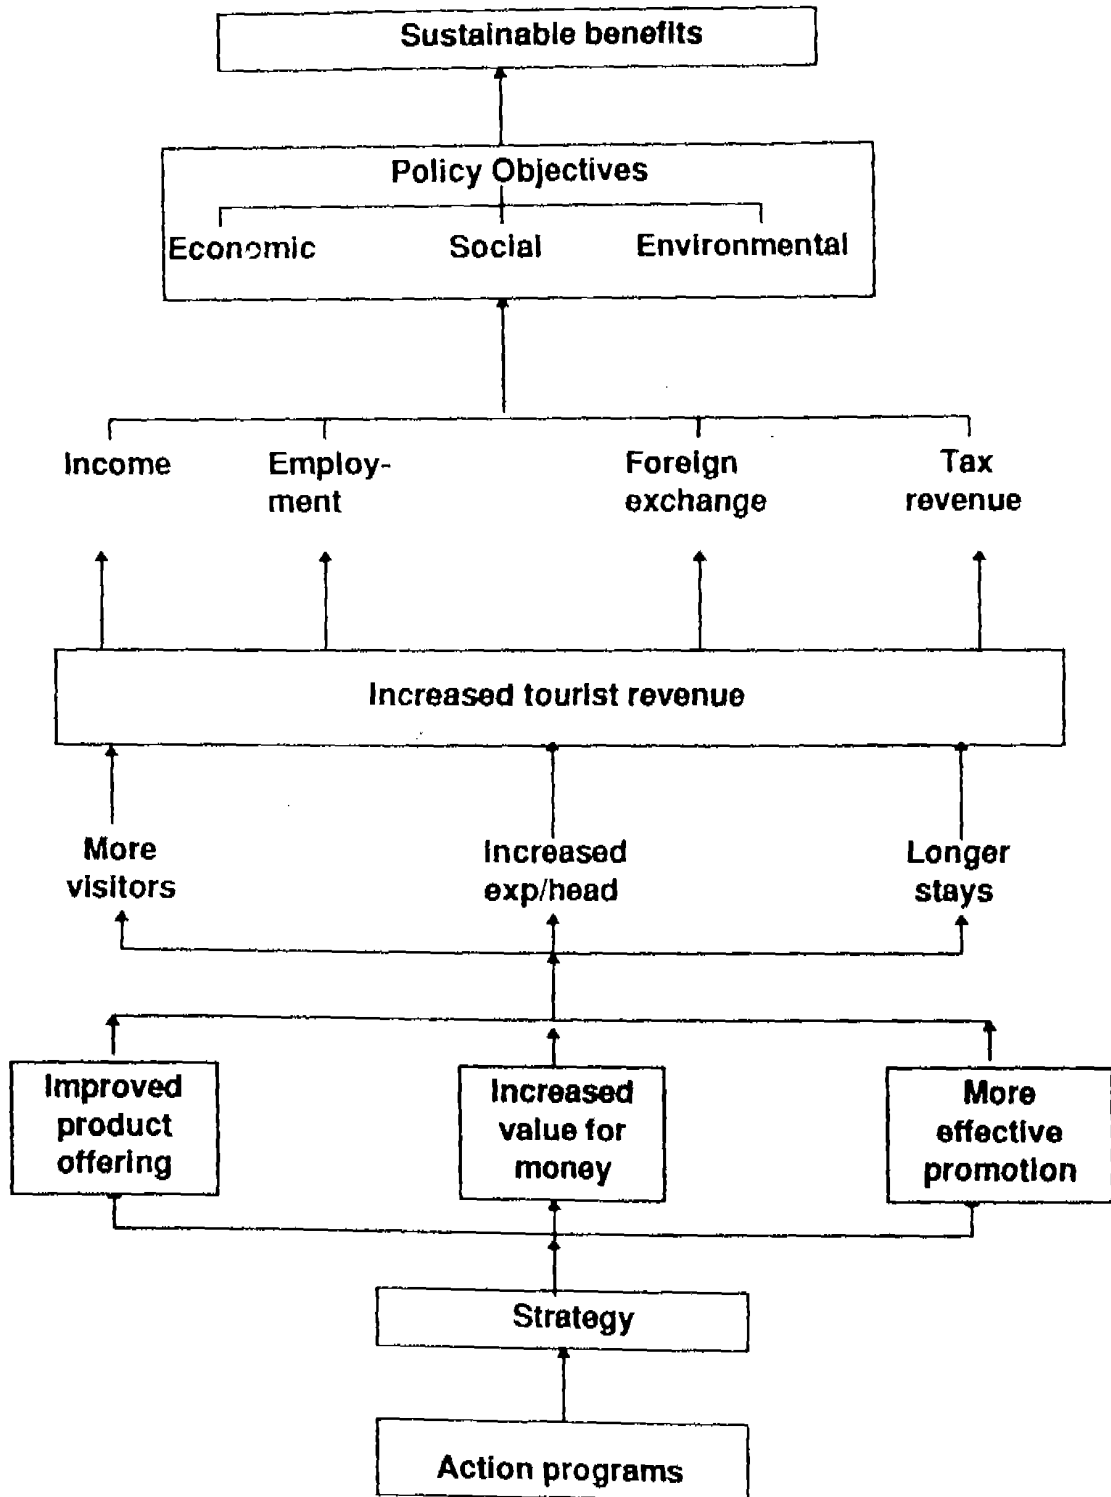 Sustainable benefits
Policy Objectives
Economic Social Environmental
Income Employ- Foreign Tax
ment exchange revenue
Increased tourist revenue
More Increased Longer
visitors exp/head stays
Improved Increased More
product value for effective
offering money promotion
Strategy
Action programs